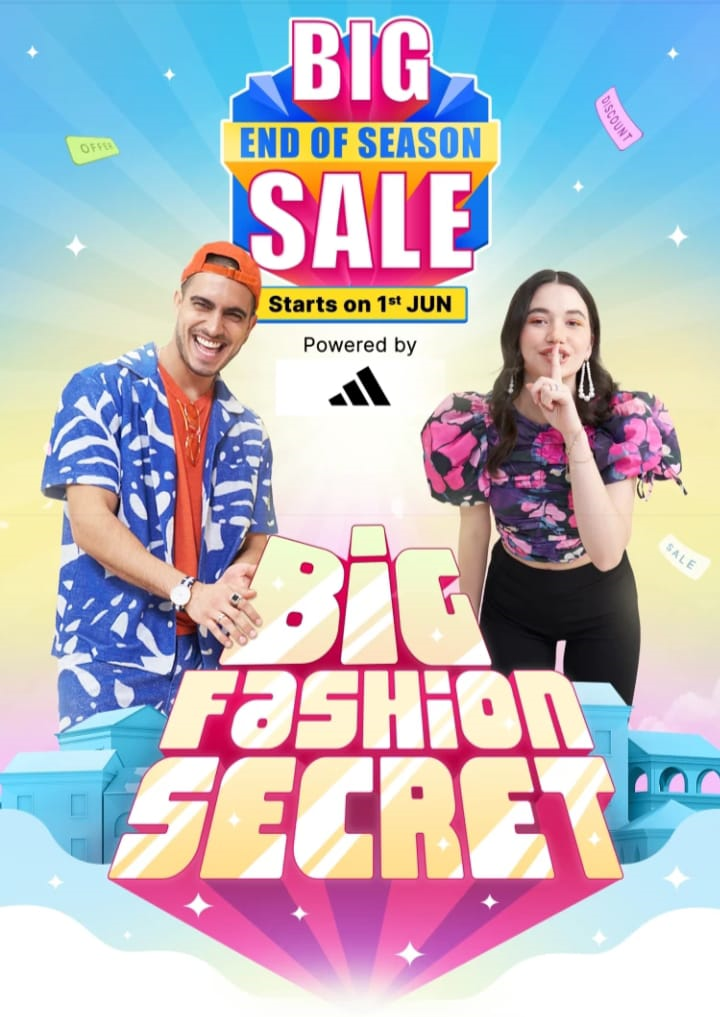 BIG
END OF SEASON
SALE
OFFER
DISCOUNT
Starts on 1st JUN
Powered by
BiG
FaSHiON
SECRET
SALE